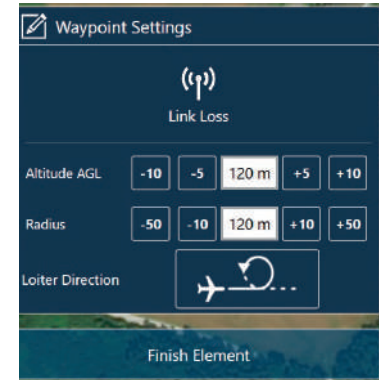 Waypoint Settings
Link Loss
Altitude AGL -10 -5 120 m +5 +10
Radius -50 -10 120 m +10 +50
Loiter Direction
Finish Element